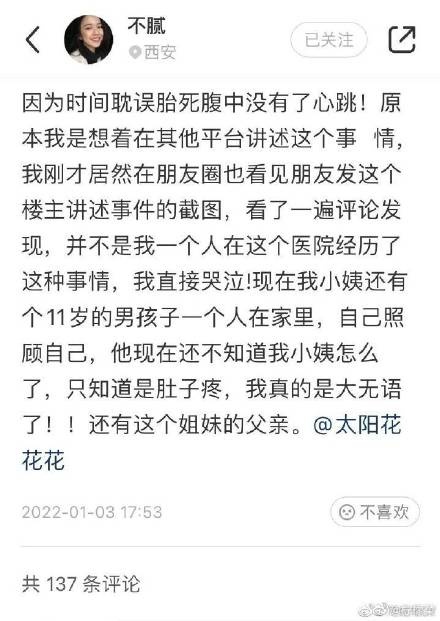 不腻
西安
已关注
因为时间耽误胎死腹中没有了心跳！原
本我是想着在其他平台讲述这个事 情，
我刚才居然在朋友圈也看见朋友发这个
楼主讲述事件的截图，看了一遍评论发
现，并不是我一个人在这个医院经历了
这种事情，我直接哭泣!现在我小姨还有
个11岁的男孩子一个人在家里，自己照
顾自己，他现在还不知道我小姨怎么
了，只知道是肚子疼，我真的是大无语
了！！还有这个姐妹的父亲。@太阳花
花花
2022-01-03 17:53
不喜欢
共 137 条评论